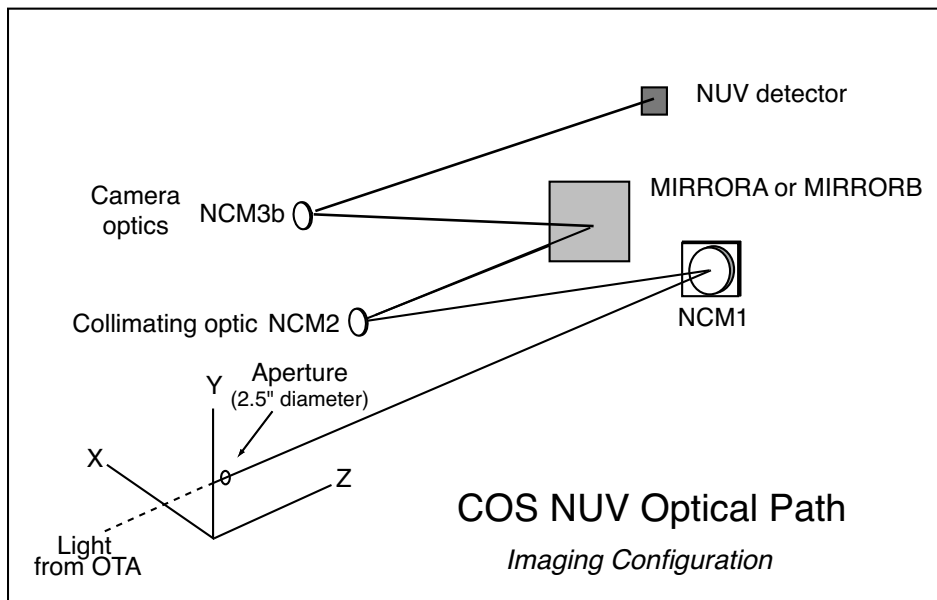 NUV detector
MIRRORA or MIRRORB
Camera
optics
NCM3b
NCM1
Collimating optic NCM2
Aperture
(2.5" diameter)
Y
X
Z
Light
from OTA
COS NUV Optical Path
Imaging Configuration